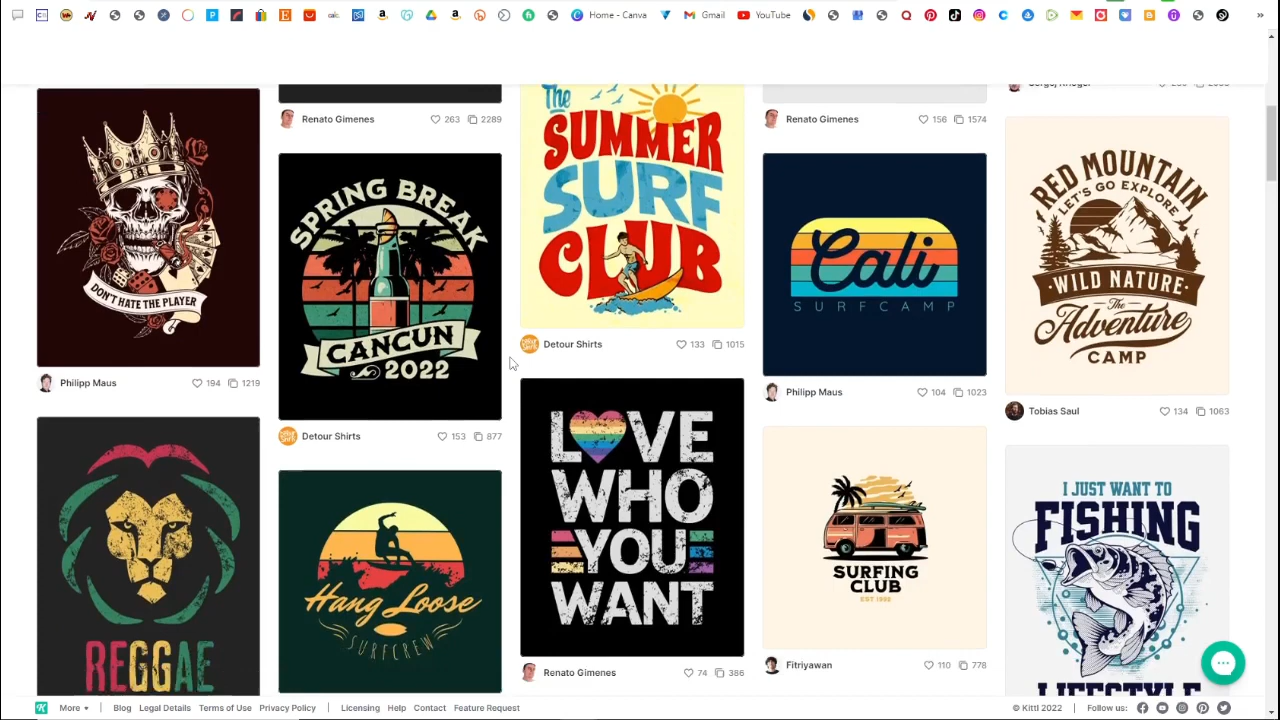 Home - Canva
Gmail
YouTube
»
DON'T HATE THE PLAYER
Philipp Maus
194
1219
REGGAE
Renato Gimenes
263
2289
SPRING BREAK
CANCUN
2022
Detour Shirts
153
877
Hang Loose
SURFCREW
The
SUMMER
SURF
CLUB
Detour Shirts
133
1015
LOVE
WHO
YOU
WANT
Renato Gimenes
74
386
Renato Gimenes
156
1574
Cali
SURFCAMP
Philipp Maus
104
1023
SURFING
CLUB
EST 1998
Fitriyawan
110
778
RED MOUNTAIN
LET'S GO EXPLORE
·WILD NATURE·
The
Adventure
CAMP
Tobias Saul
134
1063
I JUST WANT TO
FISHING
LIFESTYLE
More
Blog
Legal Details
Terms of Use
Privacy Policy
Licensing
Help
Contact
Feature Request
© Kittl 2022
Follow us: